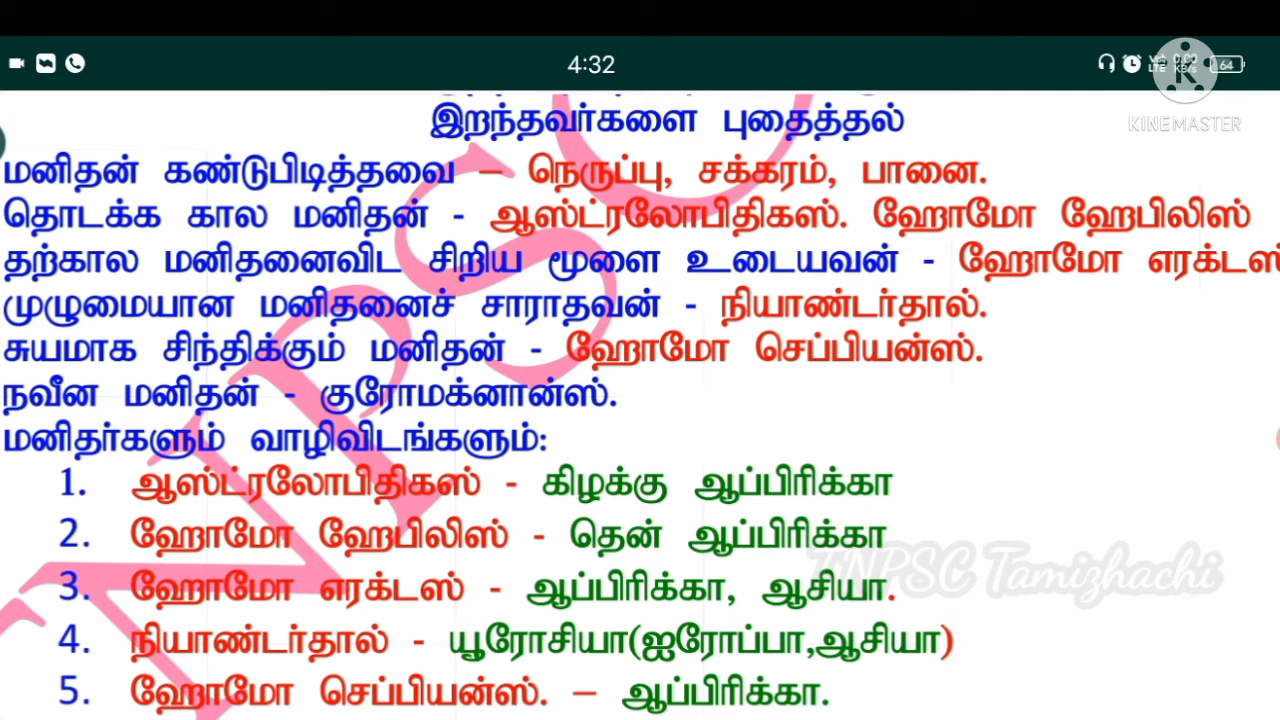 4:32
64
KINEMASTER
இறந்தவர்களை புதைத்தல்
மனிதன் கண்டுபிடித்தவை – நெருப்பு, சக்கரம், பானை.
தொடக்க கால மனிதன் - ஆஸ்ட்ரலோபிதிகஸ். ஹோமோ ஹேபிலிஸ்
தற்கால மனிதனைவிட சிறிய மூளை உடையவன் - ஹோமோ எரக்டஸ்
முழுமையான மனிதனைச் சாராதவன் - நியாண்டர்தால்.
சுயமாக சிந்திக்கும் மனிதன் - ஹோமோ செப்பியன்ஸ்.
நவீன மனிதன் - குரோமக்னான்ஸ்.
மனிதர்களும் வாழிவிடங்களும்:
1. ஆஸ்ட்ரலோபிதிகஸ் - கிழக்கு ஆப்பிரிக்கா
2. ஹோமோ ஹேபிலிஸ் - தென் ஆப்பிரிக்கா
TNPSC Tamizhachi
3. ஹோமோ எரக்டஸ் - ஆப்பிரிக்கா, ஆசியா.
4. நியாண்டர்தால் - யூரோசியா(ஐரோப்பா,ஆசியா)
5. ஹோமோ செப்பியன்ஸ். – ஆப்பிரிக்கா.